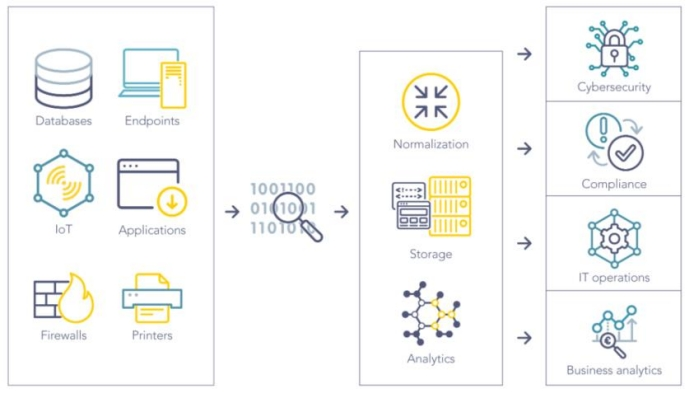 Databases
Endpoints
IoT
Applications
Firewalls
Printers
1001100
0101001
1101010
Normalization
Storage
Analytics
Cybersecurity
Compliance
IT operations
Business analytics